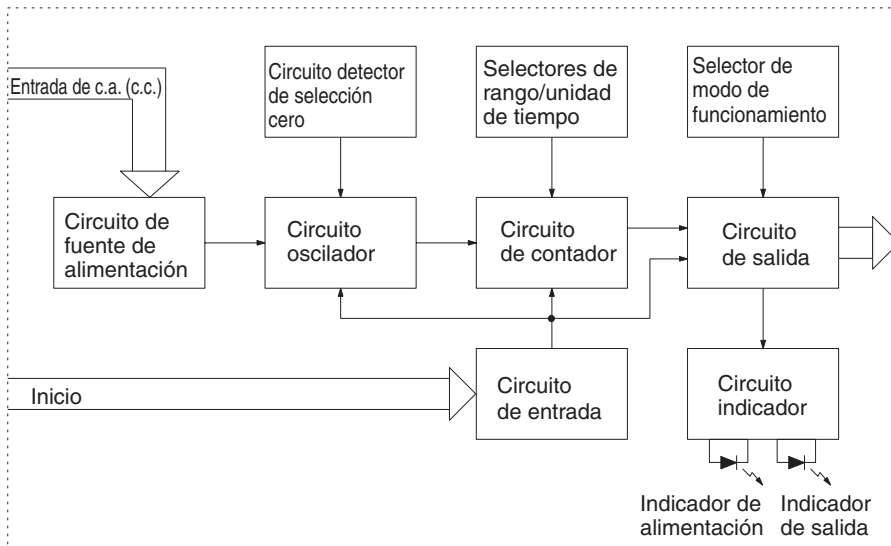 Entrada de c.a. (c.c.)
Circuito detector
de selección
cero
Selectores de
rango/unidad
de tiempo
Selector de
modo de
funcionamiento
Circuito de
fuente de
alimentación
Circuito
oscilador
Circuito
de contador
Circuito
de salida
Inicio
Circuito
de entrada
Circuito
indicador
Indicador de
alimentación
Indicador
de salida